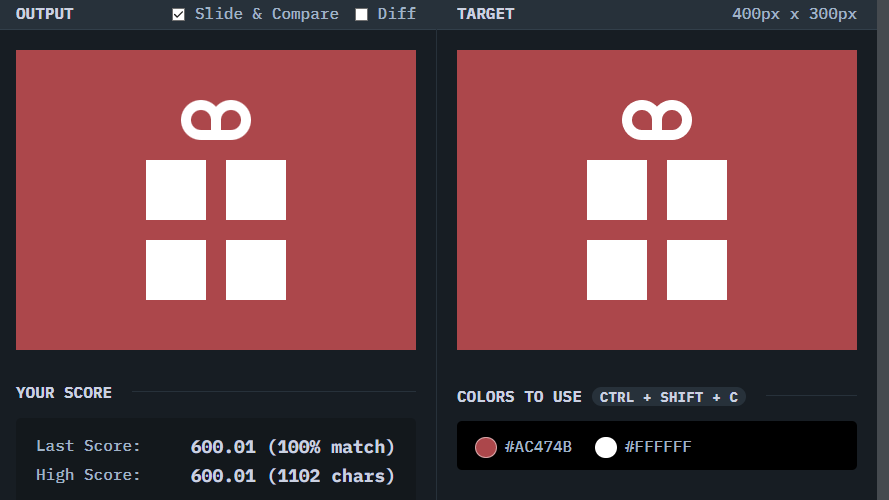 OUTPUT Slide & Compare Diff TARGET 400px x 300px
YOUR SCORE
COLORS TO USE CTRL + SHIFT + C
Last Score: 600.01 (100% match)
High Score: 600.01 (1102 chars)
#AC474B #FFFFFF